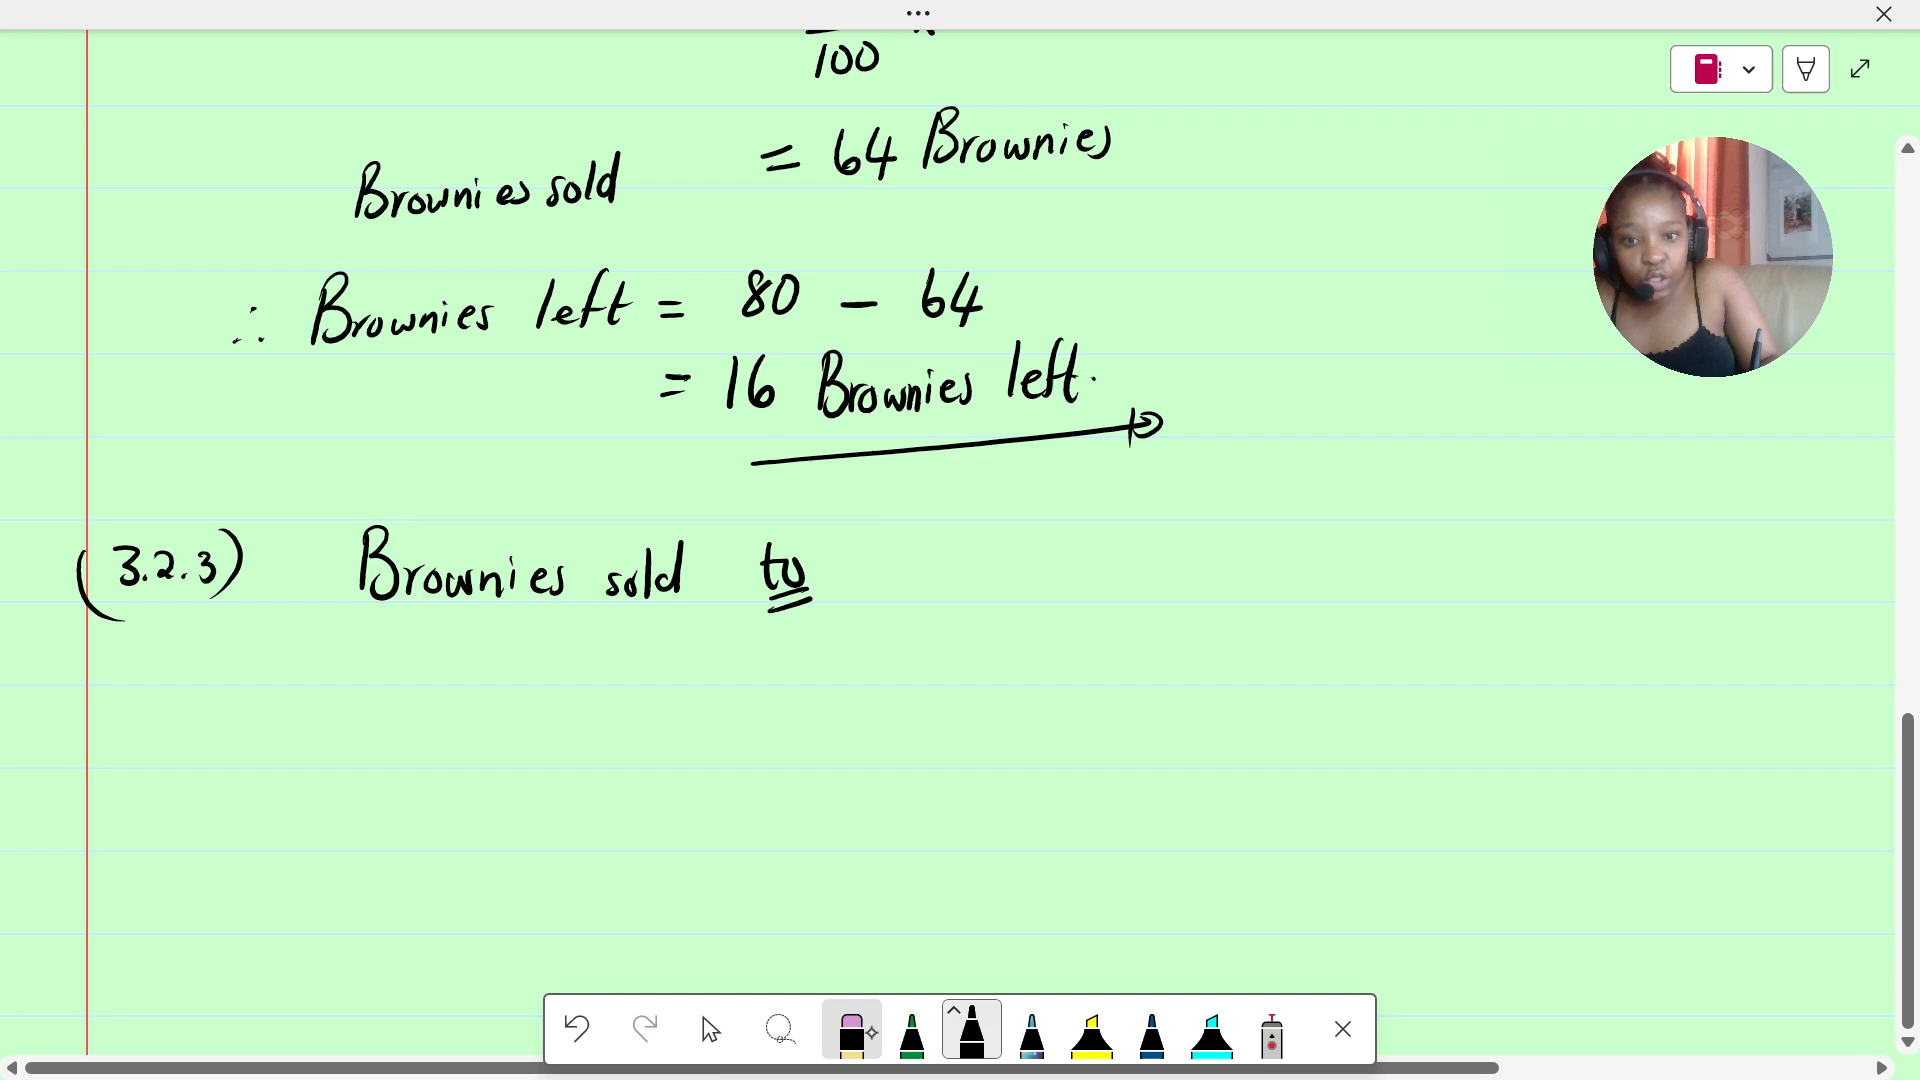 100
= 64 Brownies
Brownies sold
∴ Brownies left = 80 - 64
= 16 Brownies left.
(3.2.3) Brownies sold to